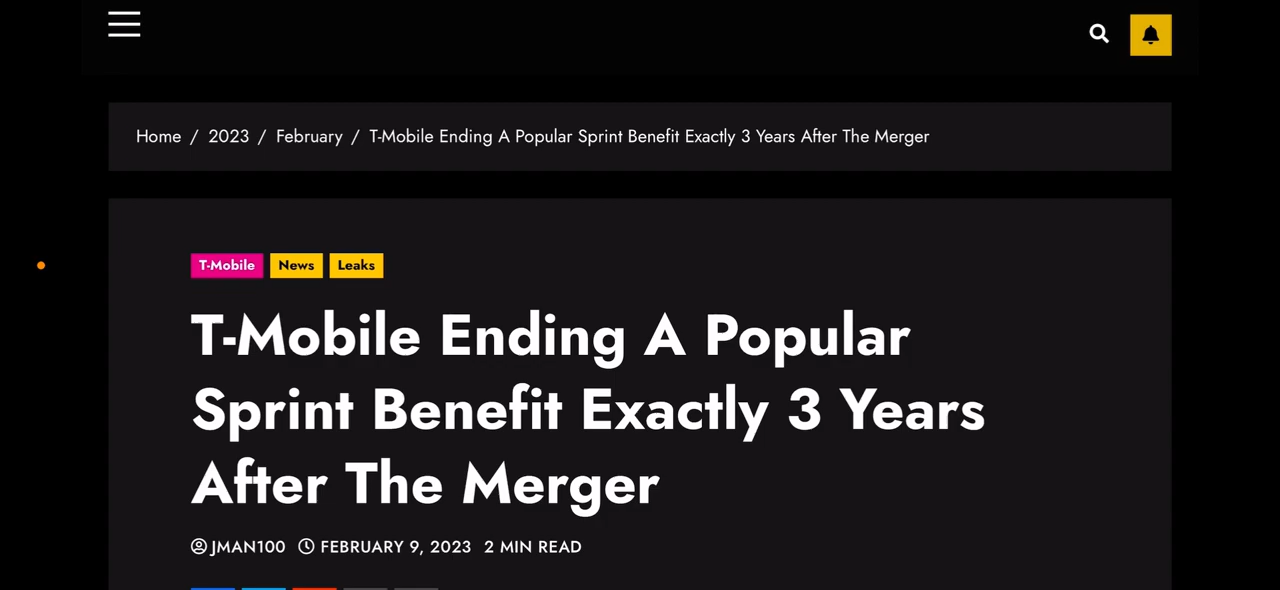 Home / 2023 / February / T-Mobile Ending A Popular Sprint Benefit Exactly 3 Years After The Merger
T-Mobile News Leaks
T-Mobile Ending A Popular
Sprint Benefit Exactly 3 Years
After The Merger
JMAN100 FEBRUARY 9, 2023 2 MIN READ